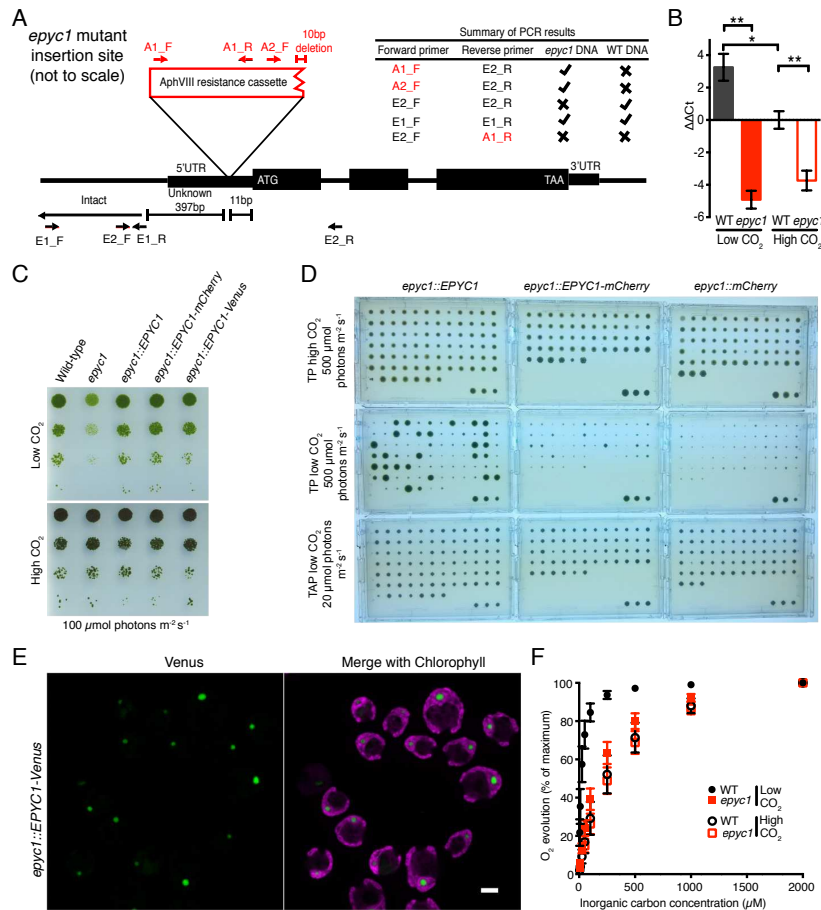 A
epyc1 mutant
insertion site
(not to scale)
A1_F
A1_R
A2_F
10bp
deletion
AphVIII resistance cassette
5'UTR
ATG
TAA
3'UTR
Intact
Unknown
397bp
11bp
E1_F
E2_F
E1_R
E2_R
Summary of PCR results
Forward primer Reverse primer epyc1 DNA WT DNA
A1_F E2_R ✓ ✗
A2_F E2_R ✓ ✗
E2_F E2_R ✗ ✓
E1_F E1_R ✓ ✓
E2_F A1_R ✗ ✗
B
**
*
**
ΔΔCt
6
4
2
0
-2
-4
-6
WT epyc1 WT epyc1
Low CO2 High CO2
C
Wild-type
epyc1
epyc1::EPYC1
epyc1::EPYC1-mCherry
epyc1::EPYC1-Venus
Low CO2
High CO2
100 µmol photons m-2 s-1
D
epyc1::EPYC1 epyc1::EPYC1-mCherry epyc1::mCherry
TP high CO2
500 µmol
photons m-2 s-1
TP low CO2
500 µmol
photons m-2 s-1
TAP low CO2
20 µmol photons
m-2 s-1
E
Venus Merge with Chlorophyll
epyc1::EPYC1-Venus
F
O2 evolution (% of maximum)
100
80
60
40
20
0
0 500 1000 1500 2000
Inorganic carbon concentration (µM)
WT
epyc1
Low
CO2
WT
epyc1
High
CO2